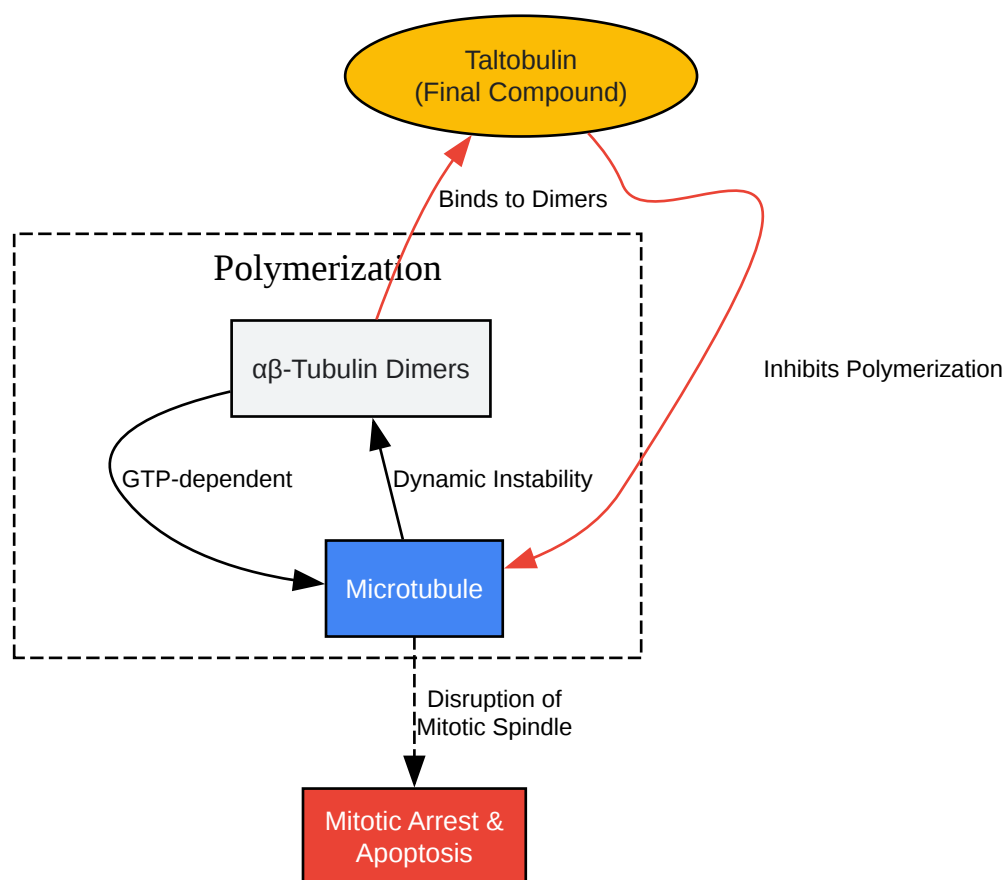 Taltobulin
(Final Compound)
Binds to Dimers
Polymerization
αβ-Tubulin Dimers
Inhibits Polymerization
GTP-dependent
Dynamic Instability
Microtubule
Disruption of
Mitotic Spindle
Mitotic Arrest &
Apoptosis